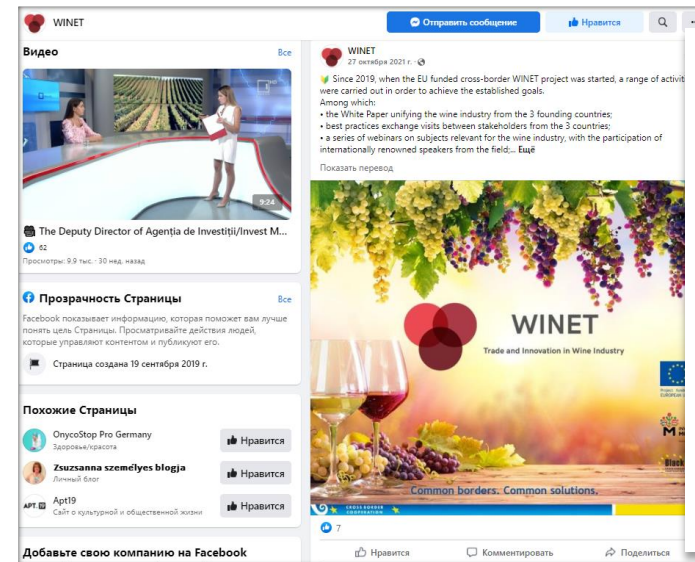 WINET
Отправить сообщение
Нравится
Видео
Все
9:24
The Deputy Director of Agenția de Investiții/Invest M...
62
Просмотры: 9,9 тыс. · 30 нед. назад
Прозрачность Страницы
Все
Facebook показывает информацию, которая поможет вам лучше
понять цель Страницы. Просматривайте действия людей,
которые управляют контентом и публикуют его.
Страница создана 19 сентября 2019 г.
Похожие Страницы
OnycoStop Pro Germany
Здоровье/красота
Нравится
Zsuzsanna személyes blogja
Личный блог
Нравится
APT.19
Apt19
Сайт о культурной и общественной жизни
Нравится
Добавьте свою компанию на Facebook
WINET
27 октября 2021 г. ·
Since 2019, when the EU funded cross-border WINET project was started, a range of activit
were carried out in order to achieve the established goals.
Among which:
• the White Paper unifying the wine industry from the 3 founding countries;
• best practices exchange visits between stakeholders from the 3 countries;
• a series of webinars on subjects relevant for the wine industry, with the participation of
internationally renowned speakers from the field;... Ещё
Показать перевод
WINET
Trade and Innovation in Wine Industry
Common borders. Common solutions.
CROSS BORDER
COOPERATION
7
Нравится
Комментировать
Поделиться